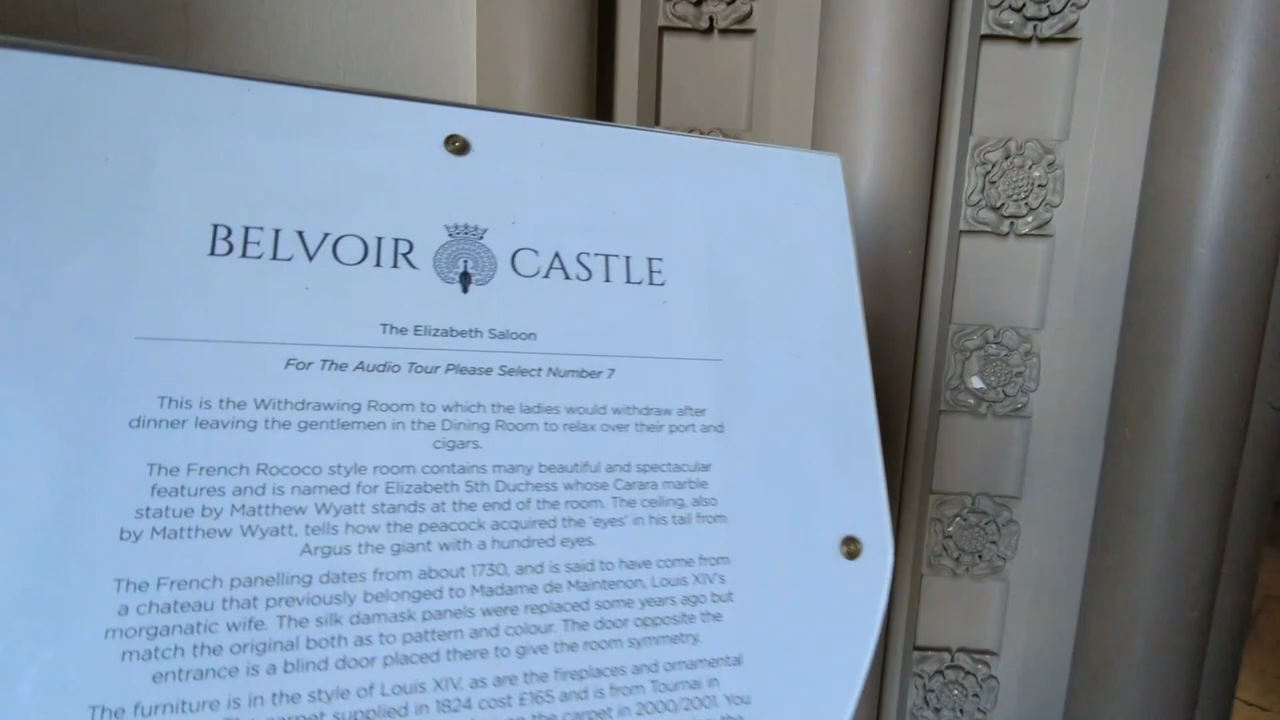 BELVOIR CASTLE
The Elizabeth Saloon
For The Audio Tour Please Select Number 7
This is the Withdrawing Room to which the ladies would withdraw after
dinner leaving the gentlemen in the Dining Room to relax over their port and
cigars.
The French Rococo style room contains many beautiful and spectacular
features and is named for Elizabeth 5th Duchess whose Carara marble
statue by Matthew Wyatt stands at the end of the room. The ceiling, also
by Matthew Wyatt, tells how the peacock acquired the 'eyes' in his tail from
Argus the giant with a hundred eyes.
The French panelling dates from about 1730, and is said to have come from
a chateau that previously belonged to Madame de Maintenon, Louis XIV's
morganatic wife. The silk damask panels were replaced some years ago but
match the original both as to pattern and colour. The door opposite the
entrance is a blind door placed there to give the room symmetry.
The furniture is in the style of Louis XIV, as are the fireplaces and ornamental
carpet supplied in 1824 cost £165 and is from Tournai in
the carpet in 2000/2001. You
the